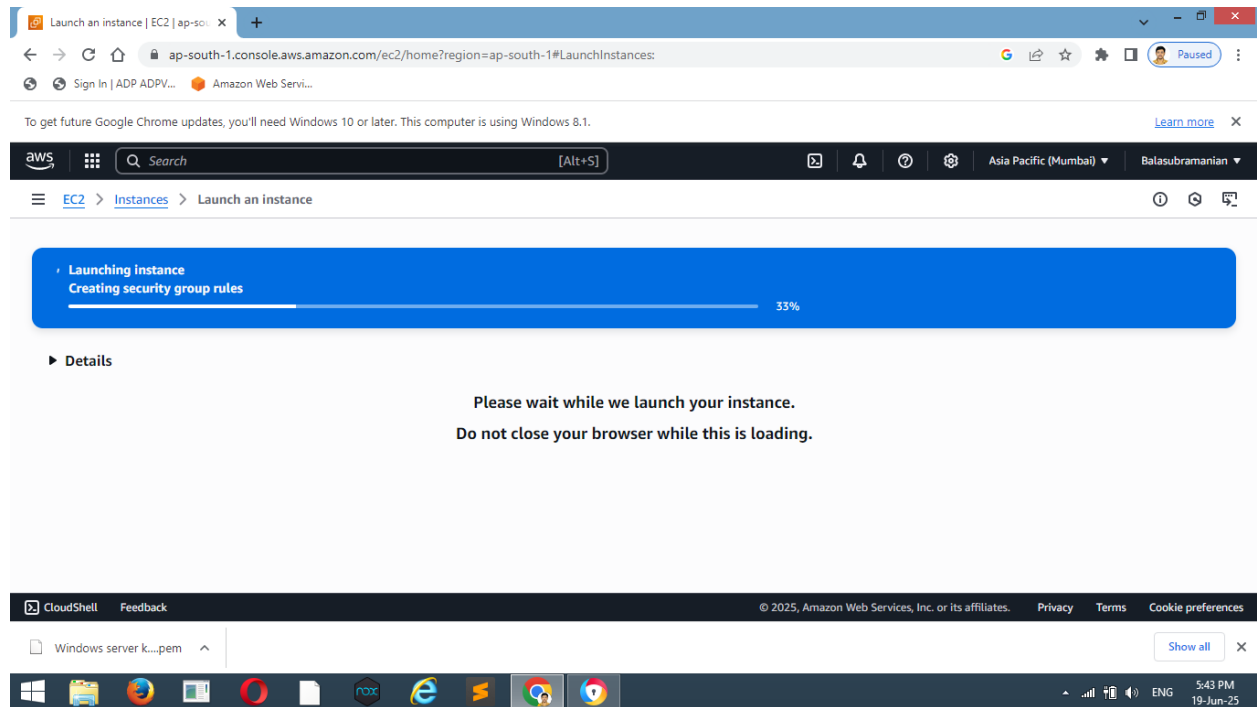 Launch an instance | EC2 | ap-sou
ap-south-1.console.aws.amazon.com/ec2/home?region=ap-south-1#LaunchInstances:
G
Paused
Sign In | ADP ADPV...
Amazon Web Servi...
To get future Google Chrome updates, you'll need Windows 10 or later. This computer is using Windows 8.1.
Learn more
aws
Search
[Alt+S]
Asia Pacific (Mumbai)
Balasubramanian
EC2 > Instances > Launch an instance
Launching instance
Creating security group rules
33%
Details
Please wait while we launch your instance.
Do not close your browser while this is loading.
CloudShell
Feedback
© 2025, Amazon Web Services, Inc. or its affiliates.
Privacy
Terms
Cookie preferences
Windows server k....pem
Show all
nox
ENG
5:43 PM
19-Jun-25